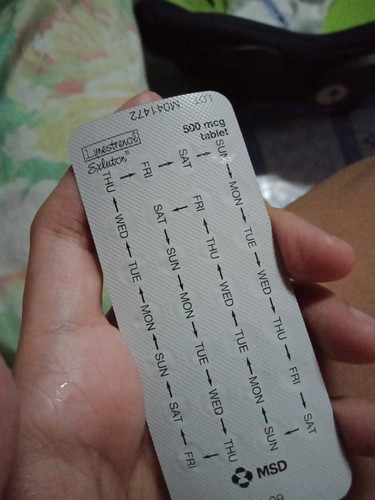 LOT M041472
Lynestrenol
500 mcg
tablet
Exluton®
THU → FRI → SAT → SUN
→ MON → TUE → WED → THU → FRI → SAT
→ SUN → MON → TUE → WED → THU → FRI
→ SAT → SUN → MON → TUE → WED → THU
→ FRI → SAT → SUN → MON → TUE → WED →
MSD